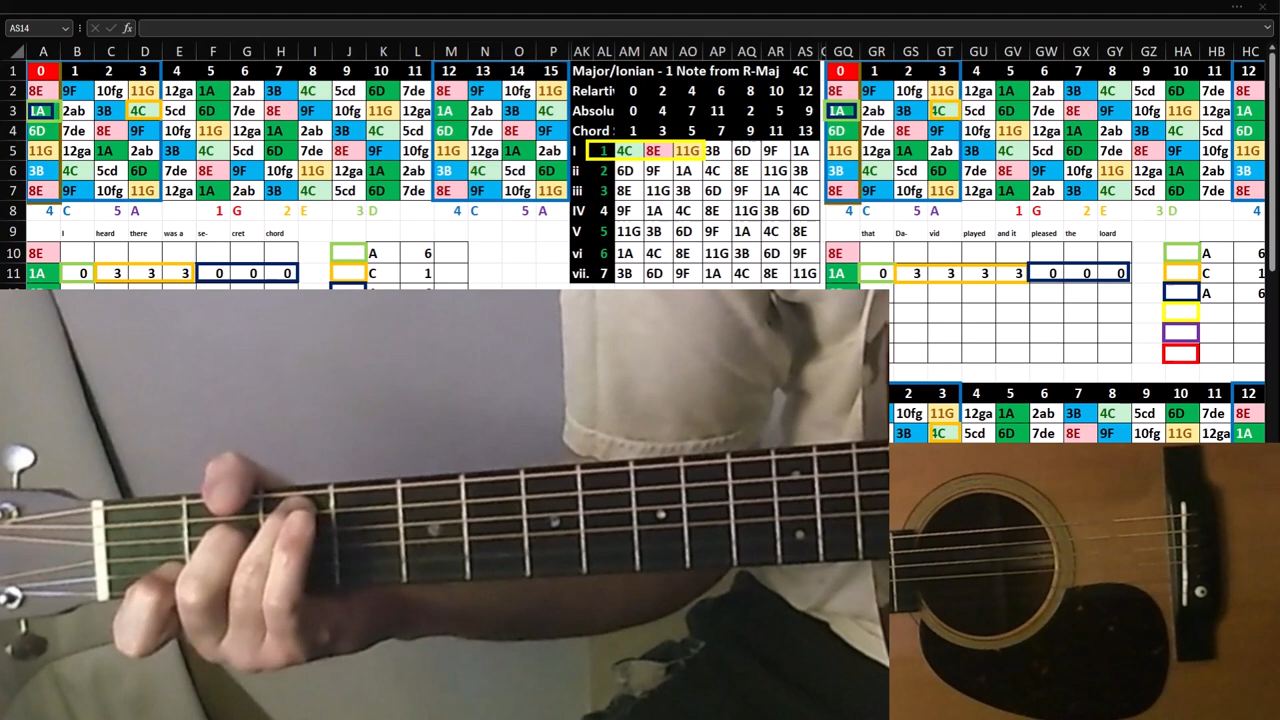 AS14 fx
A B C D E F G H I J K L M N O P AK AL AM AN AO AP AQ AR AS GQ GR GS GT GU GV GW GX GY GZ HA HB HC
1 0 1 2 3 4 5 6 7 8 9 10 11 12 13 14 15 Major/Ionian - 1 Note from R-Maj 4C 0 1 2 3 4 5 6 7 8 9 10 11 12
2 8E 9F 10fg 11G 12ga 1A 2ab 3B 4C 5cd 6D 7de 8E 9F 10fg 11G Relarti 0 2 4 6 8 10 12 8E 9F 10fg 11G 12ga 1A 2ab 3B 4C 5cd 6D 7de 8E
3 1A 2ab 3B 4C 5cd 6D 7de 8E 9F 10fg 11G 12ga 1A 2ab 3B 4C Absolu 0 4 7 11 2 5 9 1A 2ab 3B 4C 5cd 6D 7de 8E 9F 10fg 11G 12ga 1A
4 6D 7de 8E 9F 10fg 11G 12ga 1A 2ab 3B 4C 5cd 6D 7de 8E 9F Chord 1 3 5 7 9 11 13 6D 7de 8E 9F 10fg 11G 12ga 1A 2ab 3B 4C 5cd 6D
5 11G 12ga 1A 2ab 3B 4C 5cd 6D 7de 8E 9F 10fg 11G 12ga 1A 2ab I 1 4C 8E 11G 3B 6D 9F 1A 11G 12ga 1A 2ab 3B 4C 5cd 6D 7de 8E 9F 10fg 11G
6 3B 4C 5cd 6D 7de 8E 9F 10fg 11G 12ga 1A 2ab 3B 4C 5cd 6D ii 2 6D 9F 1A 4C 8E 11G 3B 3B 4C 5cd 6D 7de 8E 9F 10fg 11G 12ga 1A 2ab 3B
7 8E 9F 10fg 11G 12ga 1A 2ab 3B 4C 5cd 6D 7de 8E 9F 10fg 11G iii 3 8E 11G 3B 6D 9F 1A 4C 8E 9F 10fg 11G 12ga 1A 2ab 3B 4C 5cd 6D 7de 8E
8 4 C 5 A 1 G 2 E 3 D 4 C 5 A IV 4 9F 1A 4C 8E 11G 3B 6D 4 C 5 A 1 G 2 E 3 D 4
9 I heard there was a se- cret chord V 5 11G 3B 6D 9F 1A 4C 8E that Da- vid played and it pleased the loard
10 8E A 6 vi 6 1A 4C 8E 11G 3B 6D 9F 8E A 6
11 1A 0 3 3 3 0 0 0 C 1 vii. 7 3B 6D 9F 1A 4C 8E 11G 1A 0 3 3 3 3 0 0 0 C 1
A 6
2 3 4 5 6 7 8 9 10 11 12
10fg 11G 12ga 1A 2ab 3B 4C 5cd 6D 7de 8E
3B 4C 5cd 6D 7de 8E 9F 10fg 11G 12ga 1A